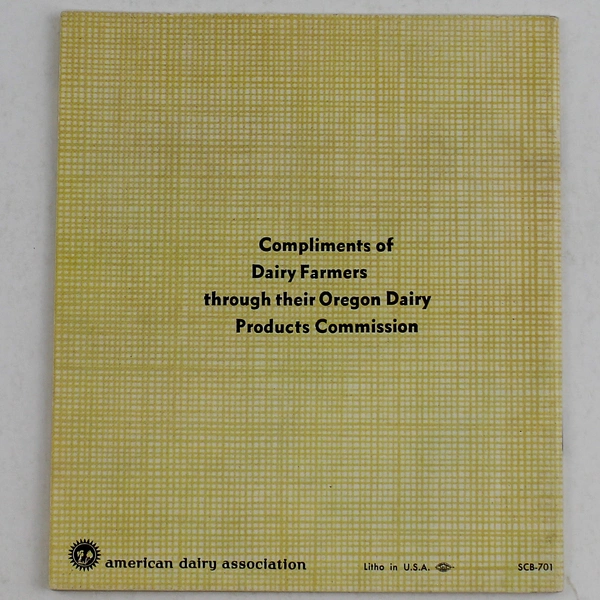 Compliments of
Dairy Farmers
through their Oregon Dairy
Products Commission
american dairy association
Litho in U.S.A.
SCB-701